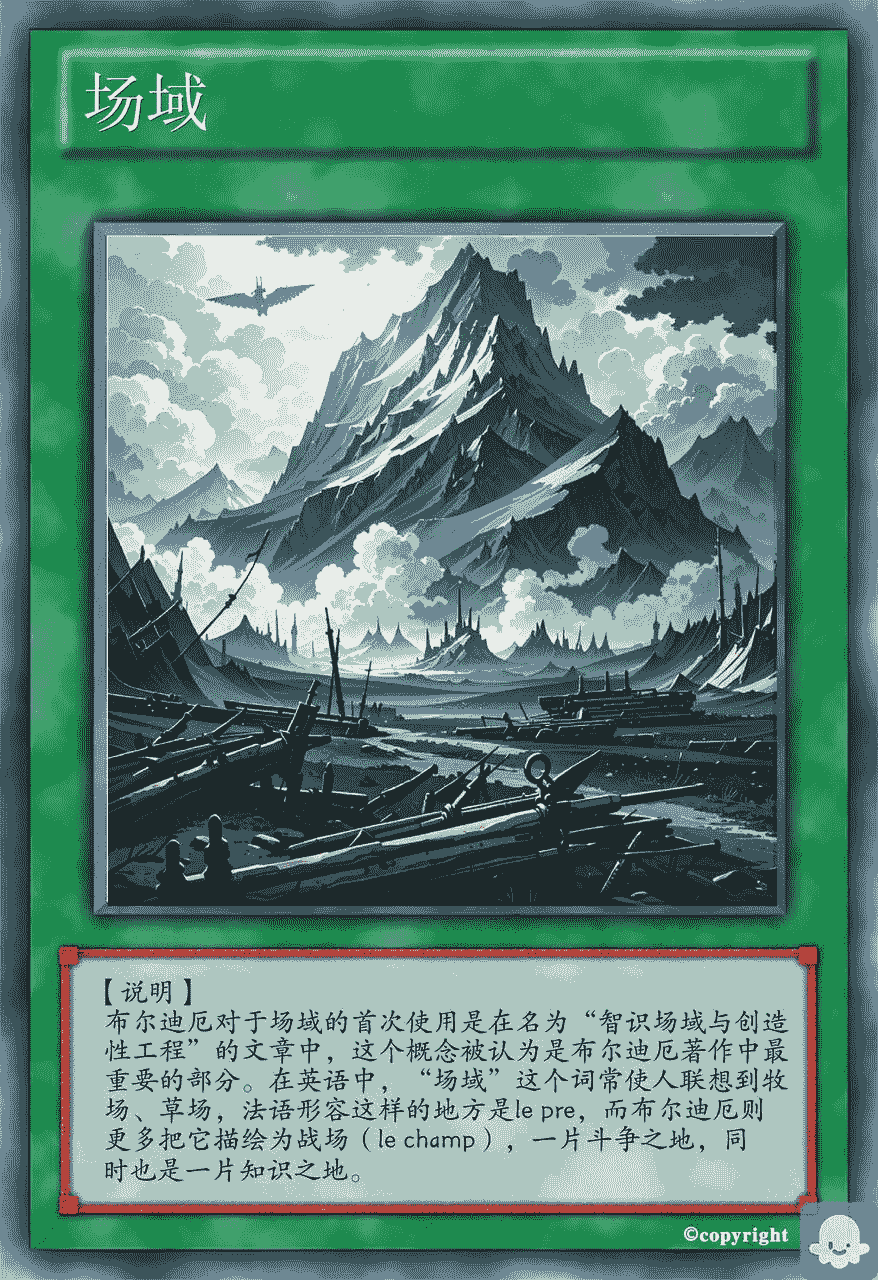 场域
【说明】
布尔迪厄对于场域的首次使用是在名为“智识场域与创造
性工程”的文章中，这个概念被认为是布尔迪厄著作中最
重要的部分。在英语中，“场域”这个词常使人联想到牧
场、草场，法语形容这样的地方是le pre，而布尔迪厄则
更多把它描绘为战场（le champ），一片斗争之地，同
时也是一片知识之地。
©copyright